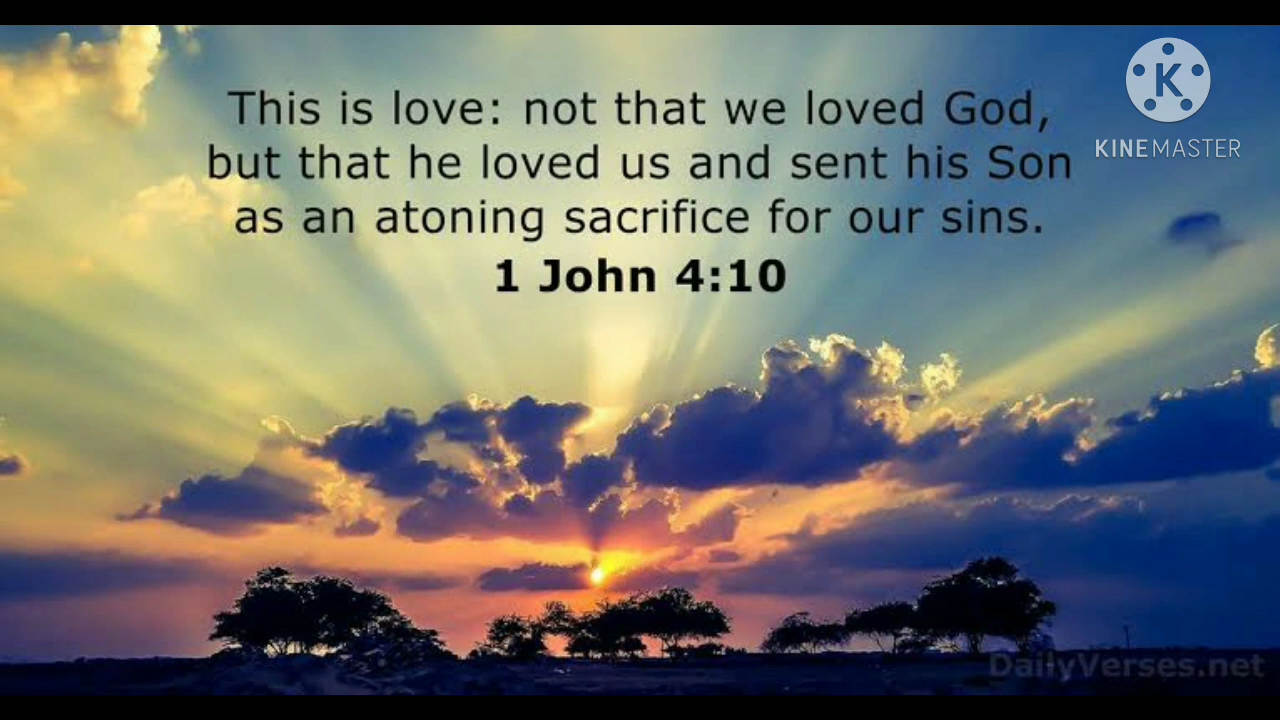 This is love: not that we loved God,
but that he loved us and sent his Son
as an atoning sacrifice for our sins.
1 John 4:10
K
KINEMASTER
DailyVerses.net